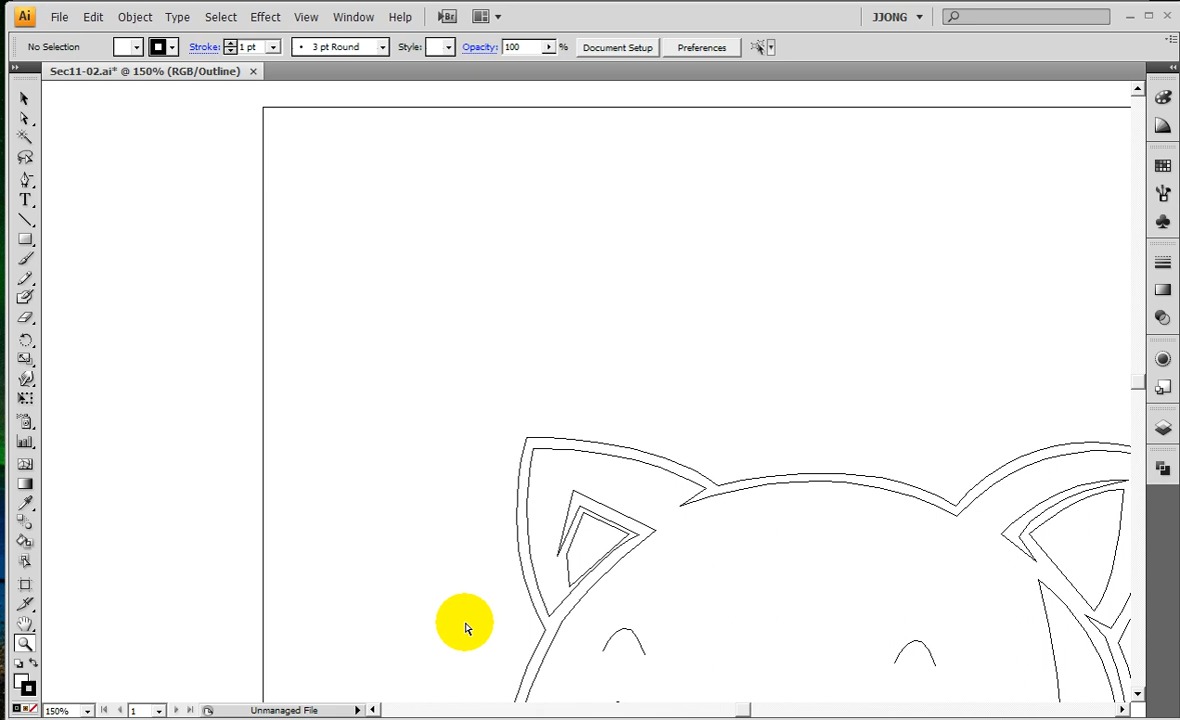 Ai File Edit Object Type Select Effect View Window Help Br JJONG
No Selection Stroke: 1 pt 3 pt Round Style: Opacity: 100 % Document Setup Preferences
Sec11-02.ai* @ 150% (RGB/Outline)
T
150% 1 Unmanaged File